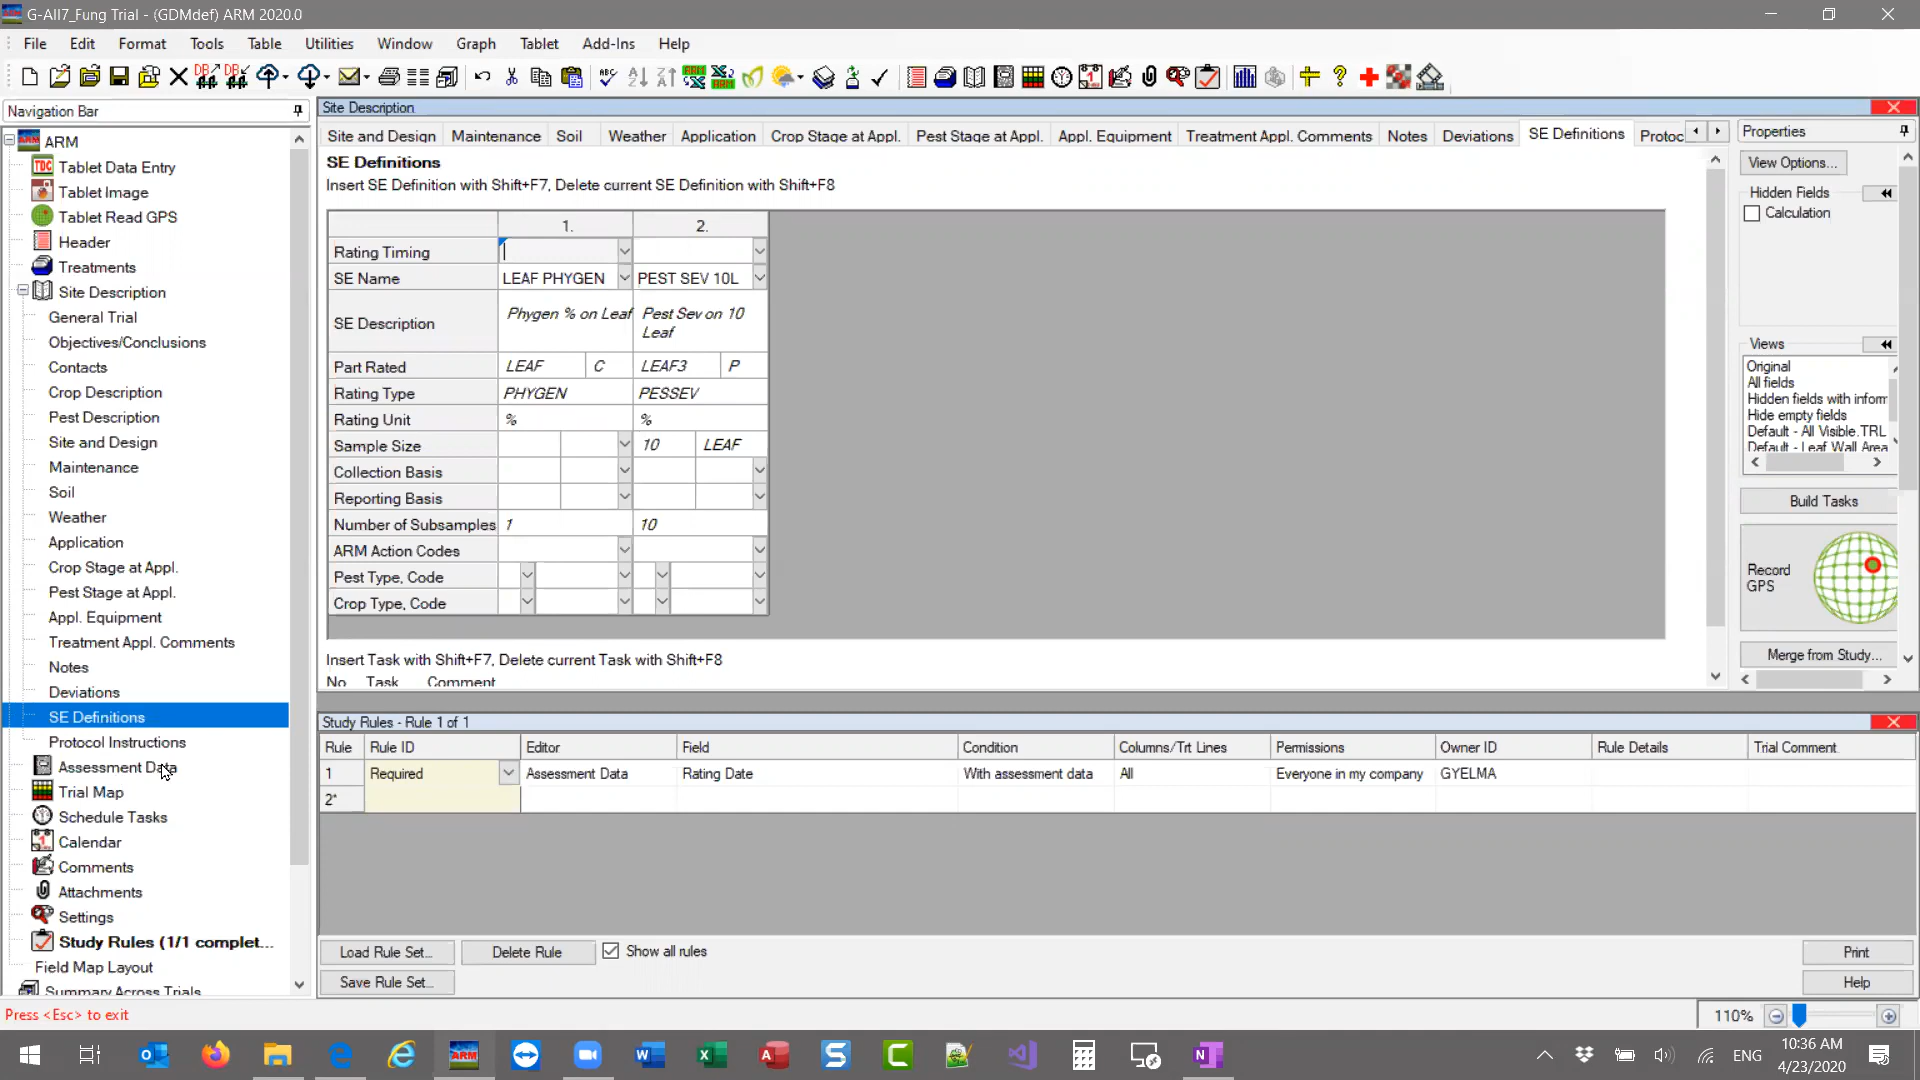 G-All7_Fung Trial - (GDMdef) ARM 2020.0
File Edit Format Tools Table Utilities Window Graph Tablet Add-Ins Help
Navigation Bar
ARM
Tablet Data Entry
Tablet Image
Tablet Read GPS
Header
Treatments
Site Description
General Trial
Objectives/Conclusions
Contacts
Crop Description
Pest Description
Site and Design
Maintenance
Soil
Weather
Application
Crop Stage at Appl.
Pest Stage at Appl.
Appl. Equipment
Treatment Appl. Comments
Notes
Deviations
SE Definitions
Protocol Instructions
Assessment Data
Trial Map
Schedule Tasks
Calendar
Comments
Attachments
Settings
Study Rules (1/1 complet...
Field Map Layout
Summary Across Trials
Press <Esc> to exit
Site Description
Site and Design Maintenance Soil Weather Application Crop Stage at Appl. Pest Stage at Appl. Appl. Equipment Treatment Appl. Comments Notes Deviations SE Definitions Protoc
SE Definitions
Insert SE Definition with Shift+F7, Delete current SE Definition with Shift+F8
1. 2.
Rating Timing
SE Name LEAF PHYGEN PEST SEV 10L
SE Description Phygen % on Leaf Pest Sev on 10
Leaf
Part Rated LEAF C LEAF3 P
Rating Type PHYGEN PESSEV
Rating Unit % %
Sample Size 10 LEAF
Collection Basis
Reporting Basis
Number of Subsamples 1 10
ARM Action Codes
Pest Type, Code
Crop Type, Code
Insert Task with Shift+F7, Delete current Task with Shift+F8
No Task Comment
Properties
View Options...
Hidden Fields
Calculation
Views
Original
All fields
Hidden fields with inform
Hide empty fields
Default - All Visible.TRL
Default - Leaf Wall Area
Build Tasks
Record
GPS
Merge from Study...
Study Rules - Rule 1 of 1
Rule Rule ID Editor Field Condition Columns/Trt Lines Permissions Owner ID Rule Details Trial Comment
1 Required Assessment Data Rating Date With assessment data All Everyone in my company GYELMA
2*
Load Rule Set... Delete Rule Show all rules Print
Save Rule Set... Help
110%
ENG
10:36 AM
4/23/2020